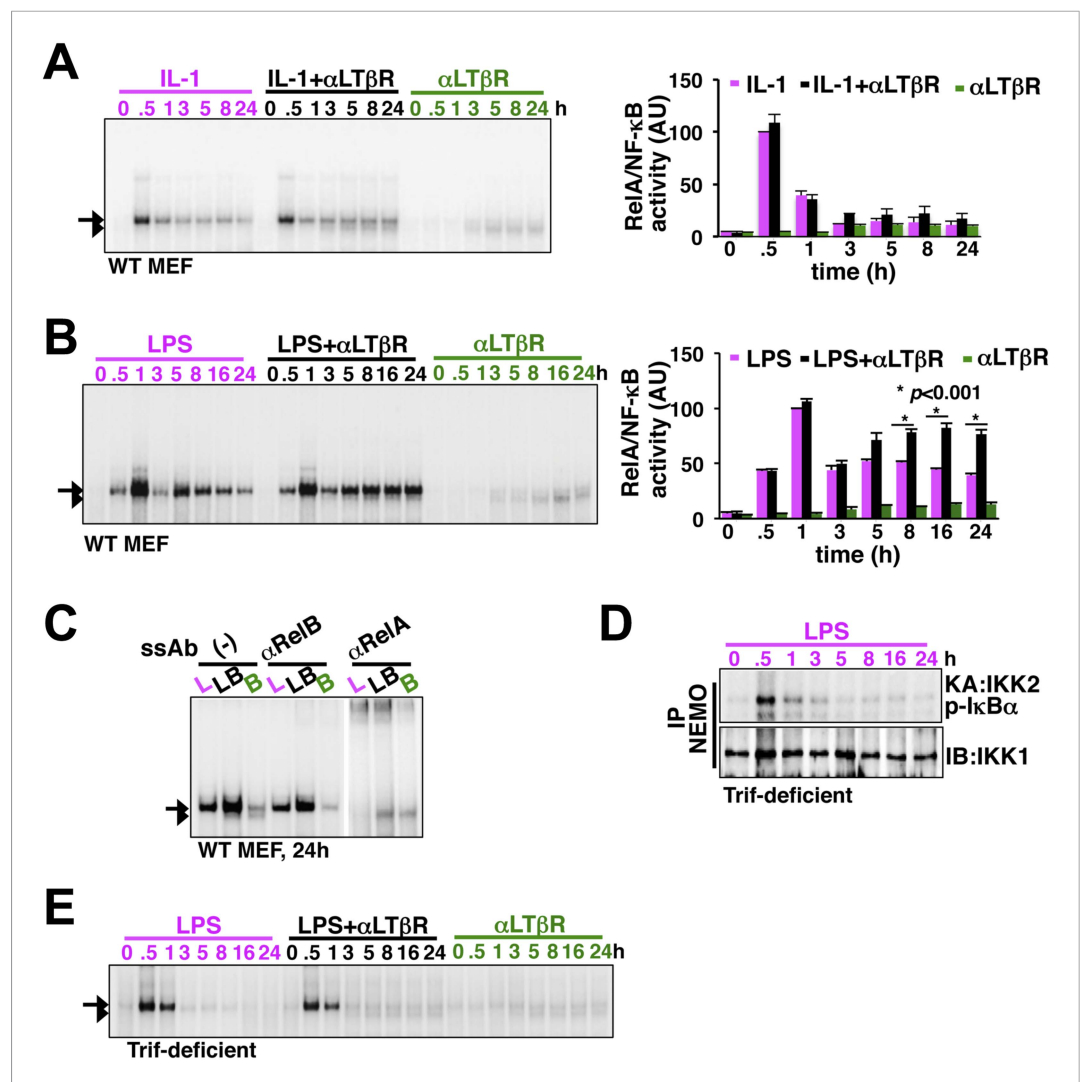 A
IL-1 IL-1+αLTβR αLTβR
0 .5 1 3 5 8 24 0 .5 1 3 5 8 24 0 .5 1 3 5 8 24 h
WT MEF
RelA/NF-κB
activity (AU)
150
100
50
0
IL-1 IL-1+αLTβR αLTβR
0 .5 1 3 5 8 24
time (h)
B
LPS LPS+αLTβR αLTβR
0 .5 1 3 5 8 16 24 0 .5 1 3 5 8 16 24 0 .5 1 3 5 8 16 24 h
WT MEF
RelA/NF-κB
activity (AU)
150
100
50
0
LPS LPS+αLTβR αLTβR
* p<0.001
* * *
0 .5 1 3 5 8 16 24
time (h)
C
ssAb (-) αRelB αRelA
L LB B L LB B L LB B
WT MEF, 24h
D
LPS
0 .5 1 3 5 8 16 24 h
IP
NEMO
KA:IKK2
p-IκBα
IB:IKK1
Trif-deficient
E
LPS LPS+αLTβR αLTβR
0 .5 1 3 5 8 16 24 0 .5 1 3 5 8 16 24 0 .5 1 3 5 8 16 24 h
Trif-deficient